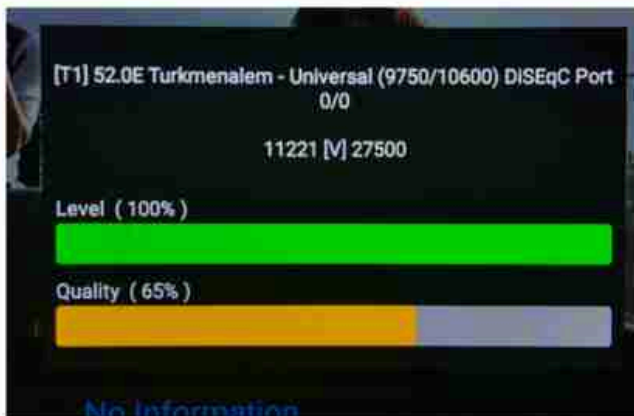 [T1] 52.0E Turkmenalem - Universal (9750/10600) DiSEqC Port
0/0
11221 [V] 27500
Level ( 100% )
Quality ( 65% )
No Information